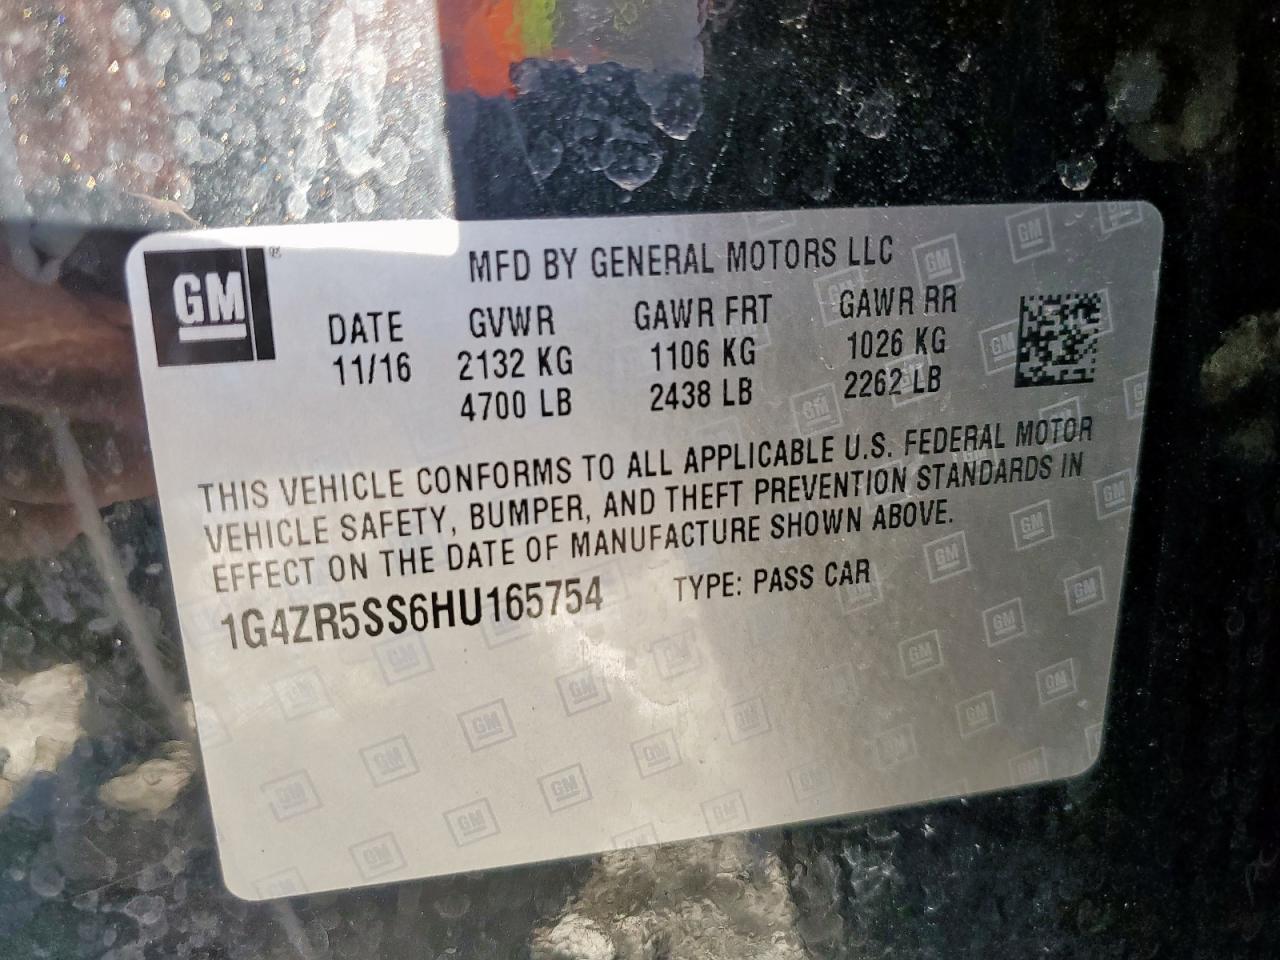 GM ®
MFD BY GENERAL MOTORS LLC
DATE GVWR GAWR FRT GAWR RR
11/16 2132 KG 1106 KG 1026 KG
4700 LB 2438 LB 2262 LB
THIS VEHICLE CONFORMS TO ALL APPLICABLE U.S. FEDERAL MOTOR
VEHICLE SAFETY, BUMPER, AND THEFT PREVENTION STANDARDS IN
EFFECT ON THE DATE OF MANUFACTURE SHOWN ABOVE.
1G4ZR5SS6HU165754 TYPE: PASS CAR